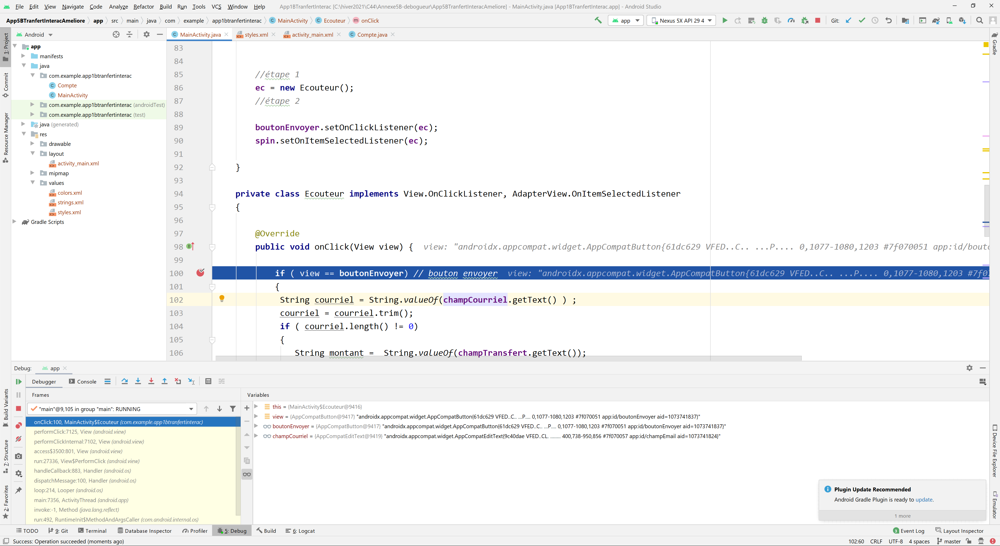 File Edit View Navigate Code Analyze Refactor Build Run Tools VCS Window Help App1BTranfertInterac [C:\hiver2021\C44\Annexe5B-debogueur\App5BTranfertInteracAmeliore] - MainActivity.java [App1BTranfertInterac.app] - Android Studio
App5BTranfertInteracAmeliore app src main java com example app1btranfertinterac MainActivity Ecouteur onClick app Nexus 5X API 29 4 Git:
Android
MainActivity.java styles.xml activity_main.xml Compte.java
1: Project
Commit
Resource Manager
Build Variants
7: Structure
2: Favorites
app
manifests
java
com.example.app1btranfertinterac
Compte
MainActivity
com.example.app1btranfertinterac (androidTest)
com.example.app1btranfertinterac (test)
java (generated)
res
drawable
layout
activity_main.xml
mipmap
values
colors.xml
strings.xml
styles.xml
Gradle Scripts
83
84
85 //étape 1
86 ec = new Ecouteur();
87 //étape 2
88
89 boutonEnvoyer.setOnClickListener(ec);
90 spin.setOnItemSelectedListener(ec);
91
92 }
93
94 private class Ecouteur implements View.OnClickListener, AdapterView.OnItemSelectedListener
95 {
96
97 @Override
98 public void onClick(View view) { view: "androidx.appcompat.widget.AppCompatButton{61dc629 VFED..C.. ...P.... 0,1077-1080,1203 #7f070051 app:id/bouto
99
100 if ( view == boutonEnvoyer) // bouton envoyer view: "androidx.appcompat.widget.AppCompatButton{61dc629 VFED..C.. ...P.... 0,1077-1080,1203 #7f0
101 {
102 String courriel = String.valueOf(champCourriel.getText() ) ;
103 courriel = courriel.trim();
104 if ( courriel.length() != 0)
105 {
106 String montant = String.valueOf(champTransfert.getText());
Gradle
Device File Explorer
Emulator
Debug: app
Debugger Console
Frames
Variables
"main"@9,105 in group "main": RUNNING
onClick:100, MainActivity$Ecouteur (com.example.app1btranfertinterac)
performClick:7125, View (android.view)
performClickInternal:7102, View (android.view)
access$3500:801, View (android.view)
run:27336, View$PerformClick (android.view)
handleCallback:883, Handler (android.os)
dispatchMessage:100, Handler (android.os)
loop:214, Looper (android.os)
main:7356, ActivityThread (android.app)
invoke:-1, Method (java.lang.reflect)
run:492, RuntimeInit$MethodAndArgsCaller (com.android.internal.os)
this = {MainActivity$Ecouteur@9416}
view = {AppCompatButton@9417} "androidx.appcompat.widget.AppCompatButton{61dc629 VFED..C.. ...P.... 0,1077-1080,1203 #7f070051 app:id/boutonEnvoyer aid=1073741837}"
boutonEnvoyer = {AppCompatButton@9417} "androidx.appcompat.widget.AppCompatButton{61dc629 VFED..C.. ...P.... 0,1077-1080,1203 #7f070051 app:id/boutonEnvoyer aid=1073741837}"
champCourriel = {AppCompatEditText@9419} "androidx.appcompat.widget.AppCompatEditText{9c40dae VFED..CL. ........ 400,738-950,856 #7f070057 app:id/champEmail aid=1073741824}"
Plugin Update Recommended
Android Gradle Plugin is ready to update.
1 more
TODO 9: Git Terminal Database Inspector Profiler 5: Debug Build 6: Logcat 3 Event Log Layout Inspector
Success: Operation succeeded (moments ago) 102:60 CRLF UTF-8 4 spaces master